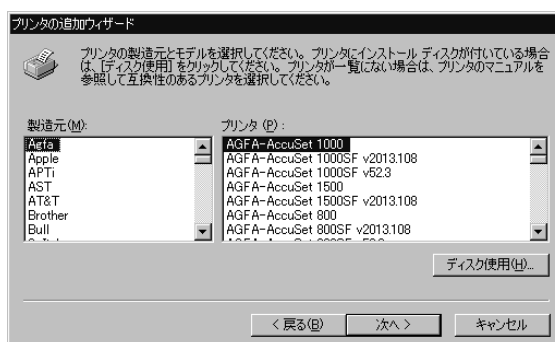 プリンタの追加ウィザード
プリンタの製造元とモデルを選択してください。プリンタにインストール ディスクが付いている場合
は、[ディスク使用] をクリックしてください。プリンタが一覧にない場合は、プリンタのマニュアルを
参照して互換性のあるプリンタを選択してください。
製造元(M):
Agfa
Apple
APTi
AST
AT&T
Brother
Bull
プリンタ (P) :
AGFA-AccuSet 1000
AGFA-AccuSet 1000SF v2013.108
AGFA-AccuSet 1000SF v52.3
AGFA-AccuSet 1500
AGFA-AccuSet 1500SF v2013.108
AGFA-AccuSet 800
AGFA-AccuSet 800SF v2013.108
ディスク使用(H)...
< 戻る(B)
次へ >
キャンセル